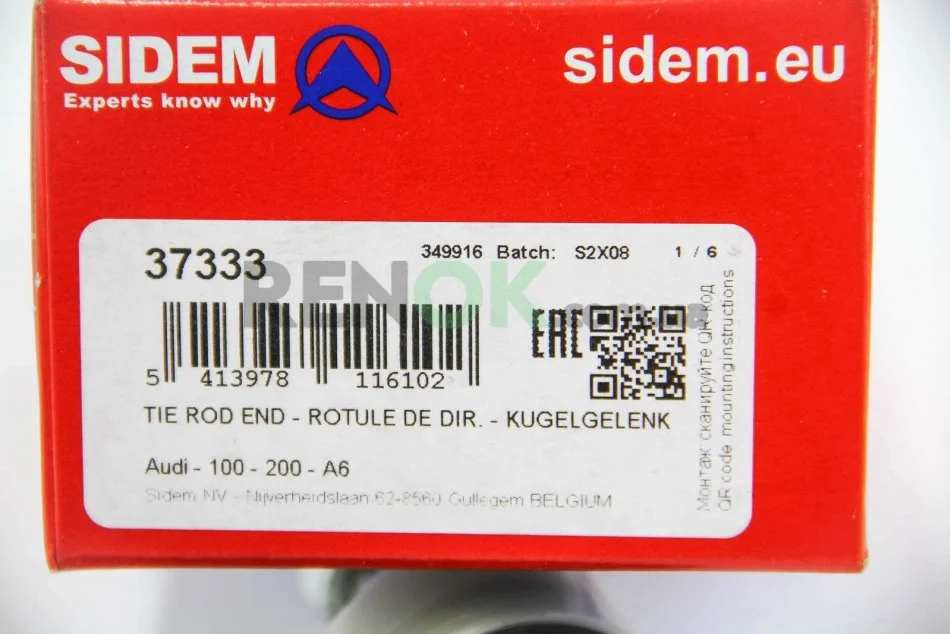 SIDEM
Experts know why
sidem.eu
37333
349916 Batch: S2X08 1 / 6
RENOK
EAC
5 413978 116102
TIE ROD END - ROTULE DE DIR. - KUGELGELENK
Audi - 100 - 200 - A6
Sidem NV - Nijverheidslaan 62-8560 Gullegem BELGIUM
Монтаж: сканируйте QR-код
QR code: mounting instructions